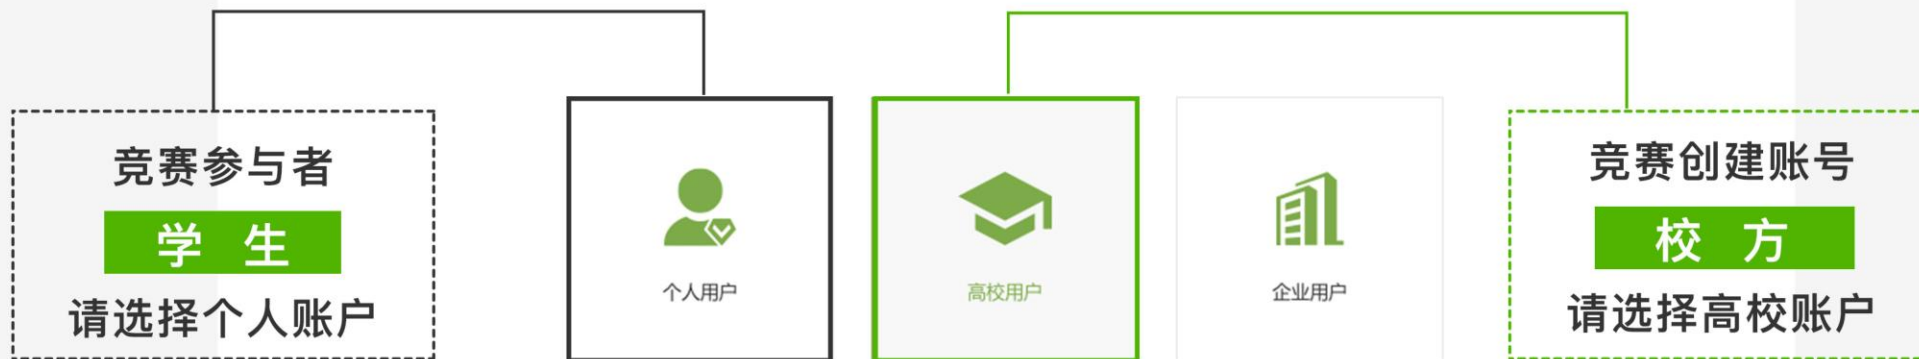 竞赛参与者
学 生
请选择个人账户
个人用户
高校用户
企业用户
竞赛创建账号
校 方
请选择高校账户